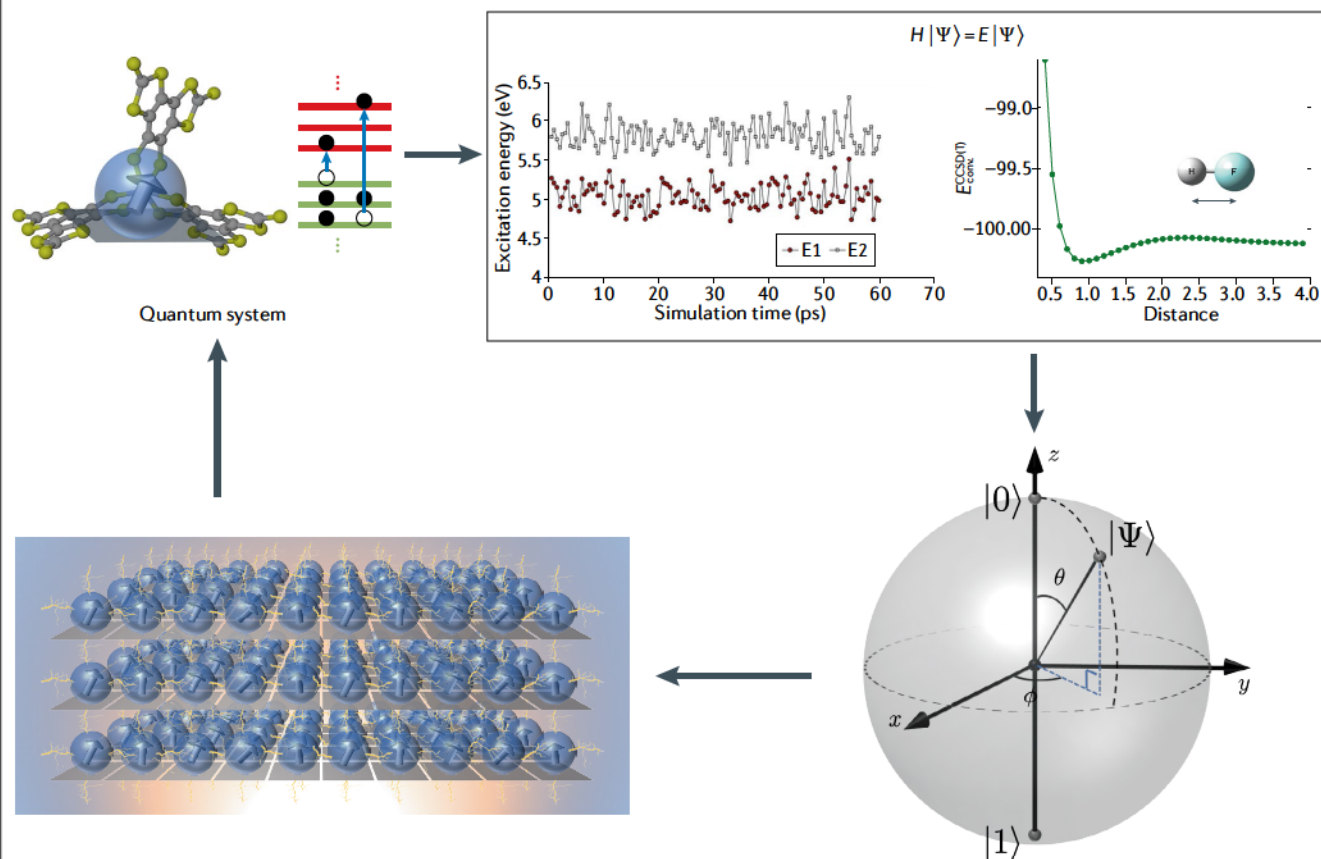 H|Ψ⟩=E|Ψ⟩
Excitation energy (eV)
6.5
6
5.5
5
4.5
4
0 10 20 30 40 50 60 70
Simulation time (ps)
E1 E2
E^CCSD(T)_conv.
−99.0
−99.5
−100.00
0.5 1.0 1.5 2.0 2.5 3.0 3.5 4.0
Distance
H F
Quantum system
z
|0⟩
|Ψ⟩
θ
ϕ
x
y
|1⟩